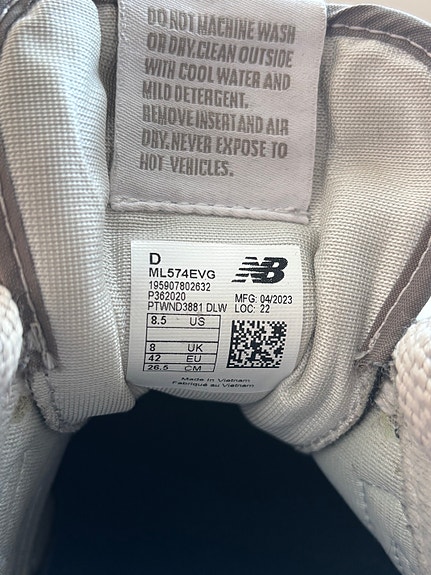 DO NOT MACHINE WASH
OR DRY.CLEAN OUTSIDE
WITH COOL WATER AND
MILD DETERGENT.
REMOVE INSERT AND AIR
DRY. NEVER EXPOSE TO
HOT VEHICLES.
D
ML574EVG
NB
195907802632
P362020 MFG: 04/2023
PTWND3881 DLW LOC: 22
8.5 US
8 UK
42 EU
26.5 CM
Made in Vietnam
Fabriqué au Vietnam